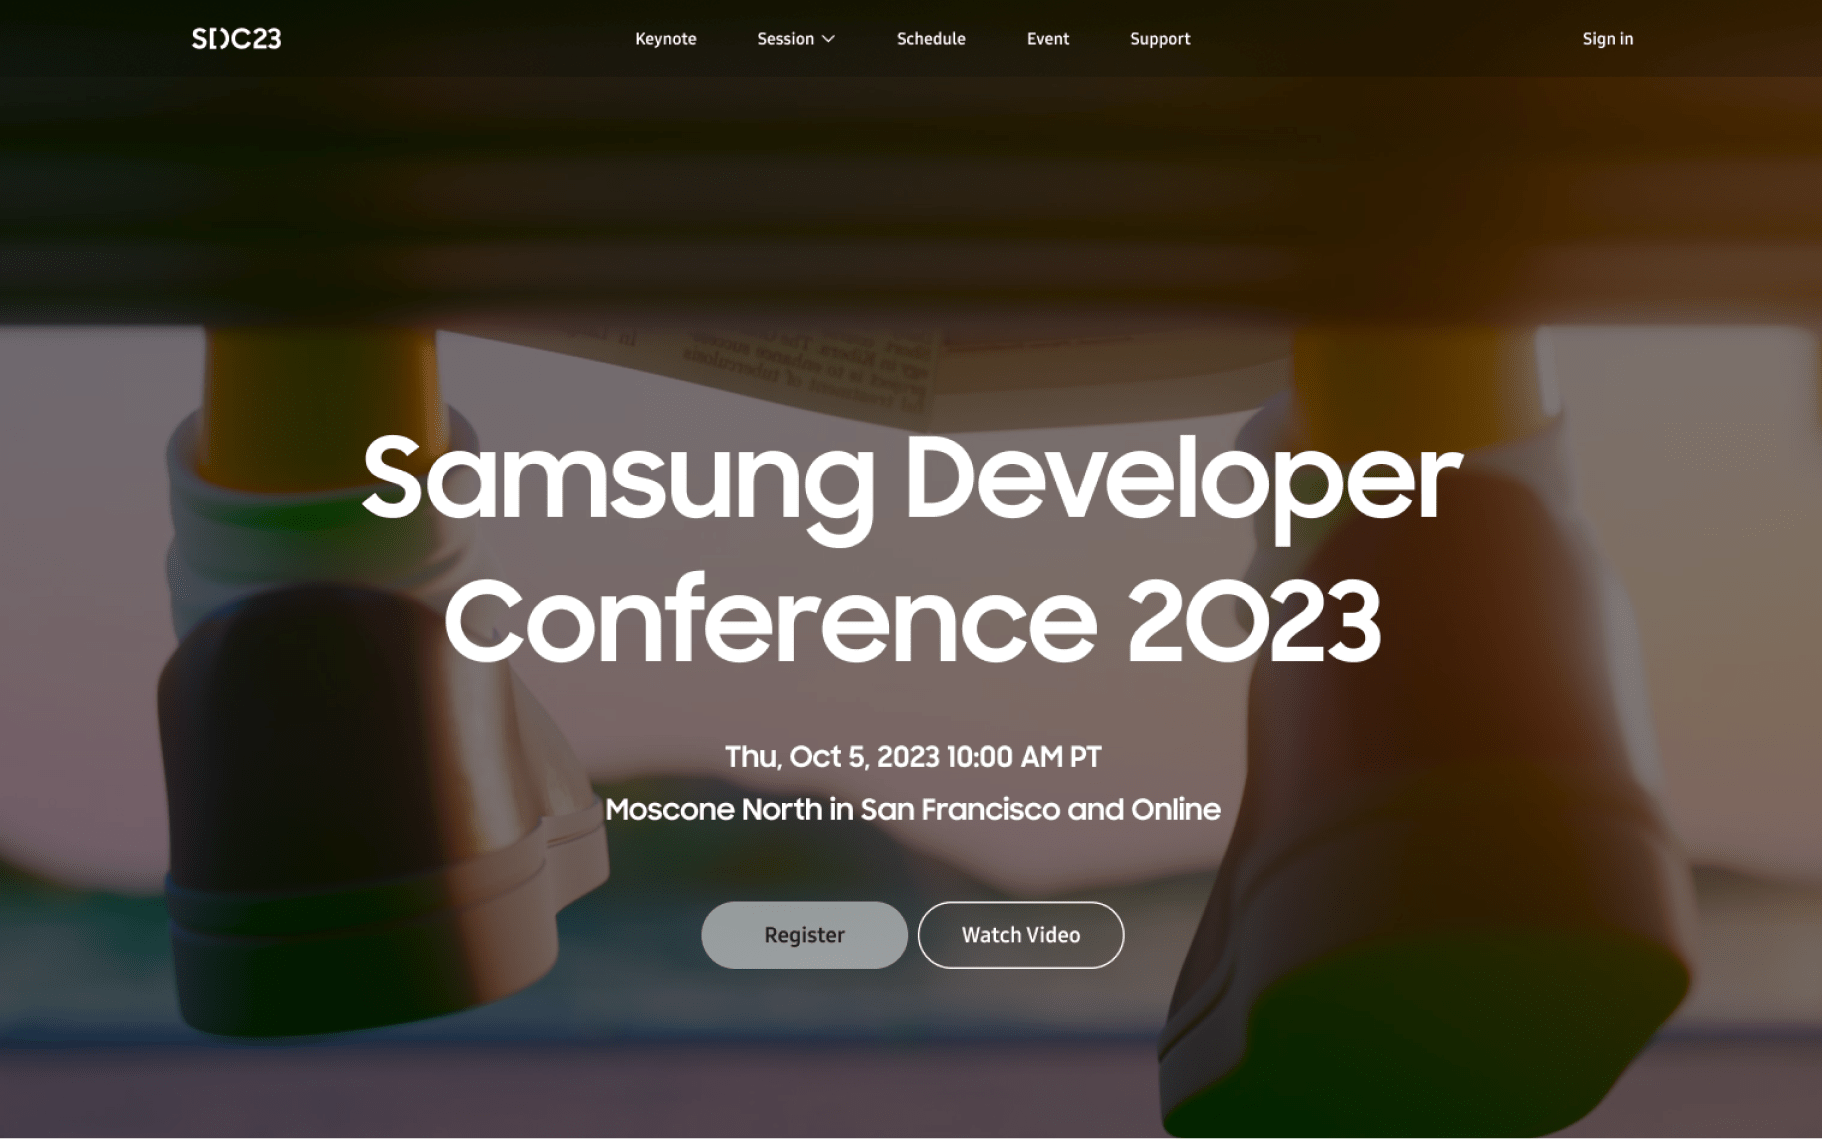 SDC23
Keynote
Session
Schedule
Event
Support
Sign in
Samsung Developer
Conference 2023
Thu, Oct 5, 2023 10:00 AM PT
Moscone North in San Francisco and Online
Register
Watch Video